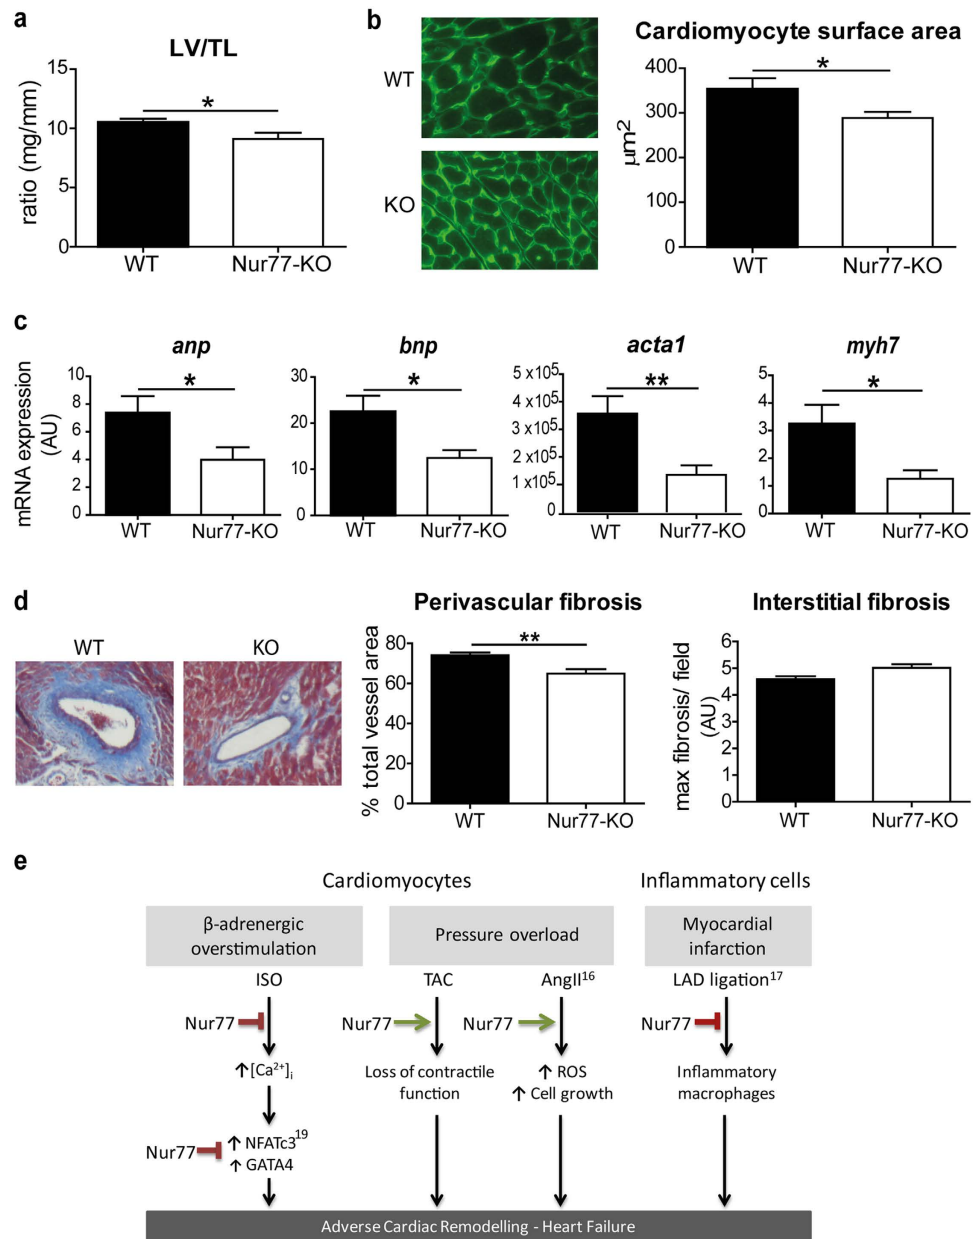 a
LV/TL
ratio (mg/mm)
15
10
5
0
*
WT
Nur77-KO
b
WT
KO
Cardiomyocyte surface area
µm²
400
300
200
100
0
*
WT
Nur77-KO
c
mRNA expression
(AU)
anp
10
8
6
4
2
0
*
WT
Nur77-KO
bnp
30
20
10
0
*
WT
Nur77-KO
acta1
5 x10⁵
4 x10⁵
3 x10⁵
2 x10⁵
1 x10⁵
0
**
WT
Nur77-KO
myh7
5
4
3
2
1
0
*
WT
Nur77-KO
d
WT
KO
Perivascular fibrosis
% total vessel area
80
60
40
20
0
**
WT
Nur77-KO
Interstitial fibrosis
max fibrosis/ field
(AU)
6
5
4
3
2
1
0
WT
Nur77-KO
e
Cardiomyocytes
Inflammatory cells
β-adrenergic
overstimulation
Pressure overload
Myocardial
infarction
ISO
TAC
AngII¹⁶
LAD ligation¹⁷
Nur77
Nur77
Nur77
Nur77
↑[Ca²⁺]ᵢ
Loss of contractile
function
↑ ROS
↑ Cell growth
Inflammatory
macrophages
Nur77
↑ NFATc3¹⁹
↑ GATA4
Adverse Cardiac Remodelling - Heart Failure